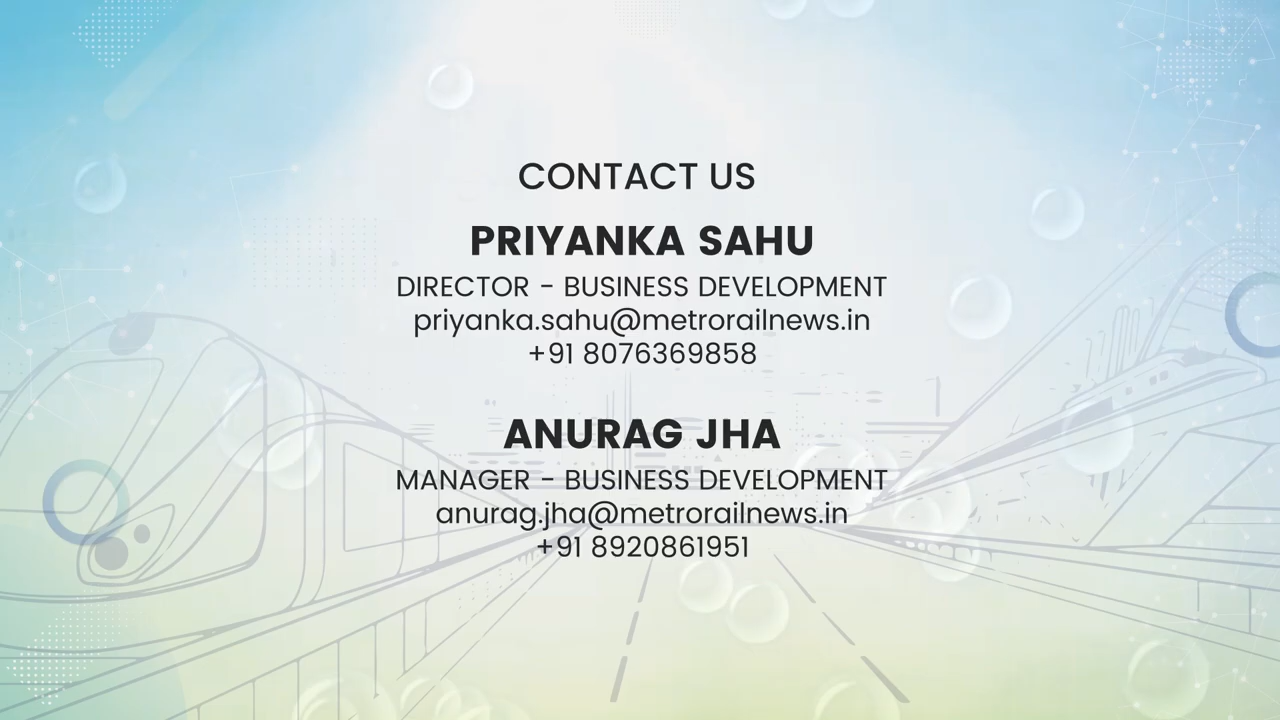 CONTACT US
PRIYANKA SAHU
DIRECTOR - BUSINESS DEVELOPMENT
priyanka.sahu@metrorailnews.in
+91 8076369858
ANURAG JHA
MANAGER - BUSINESS DEVELOPMENT
anurag.jha@metrorailnews.in
+91 8920861951